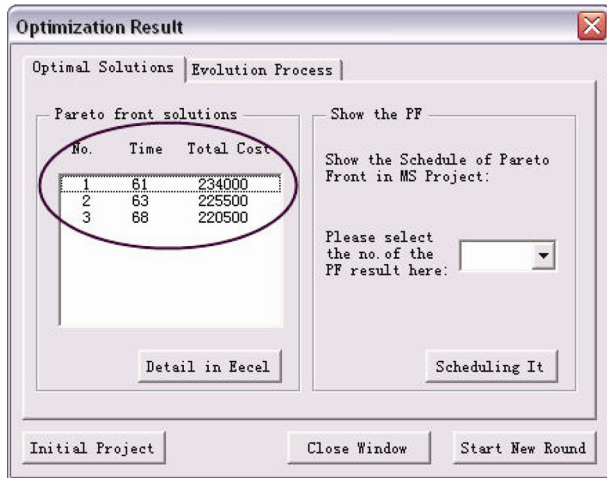 Optimization Result
Optimal Solutions
Evolution Process
Pareto front solutions
No. Time Total Cost
1 61 234000
2 63 225500
3 68 220500
Detail in Eecel
Show the PF
Show the Schedule of Pareto
Front in MS Project:
Please select
the no. of the
PF result here:
Scheduling It
Initial Project
Close Window
Start New Round